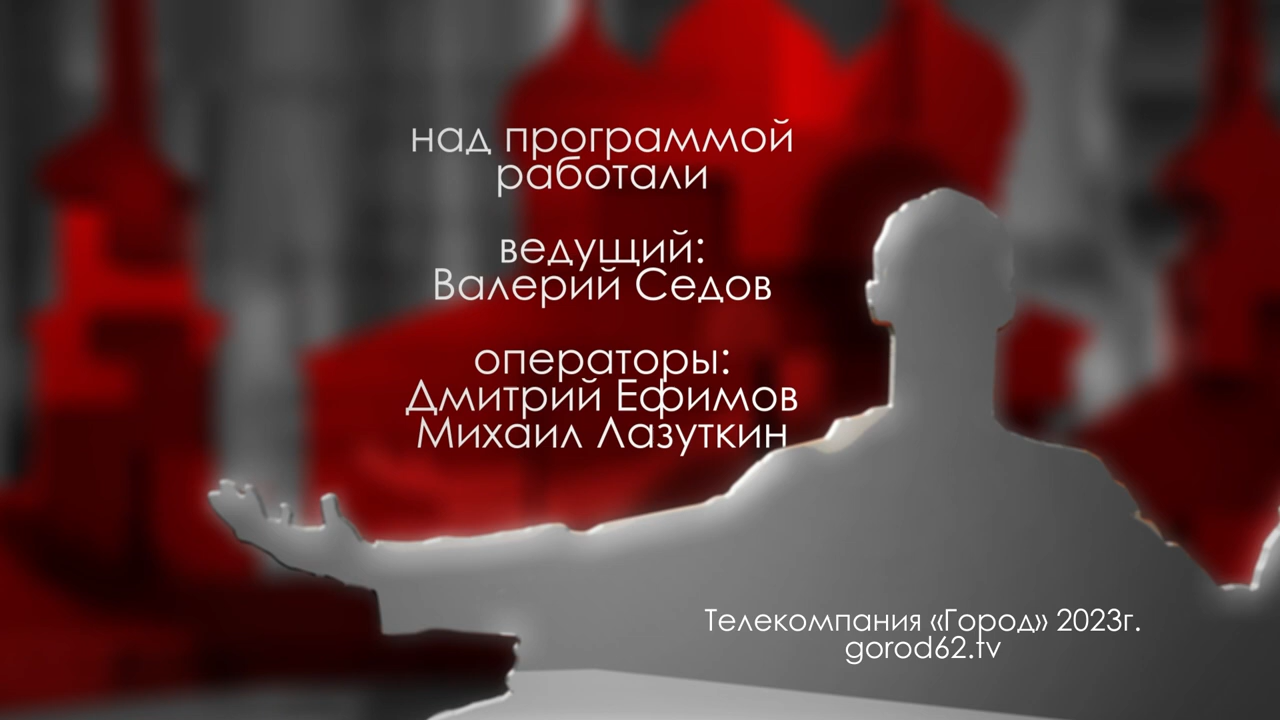 над программой
работали
ведущий:
Валерий Седов
операторы:
Дмитрий Ефимов
Михаил Лазуткин
Телекомпания «Город» 2023г.
gorod62.tv